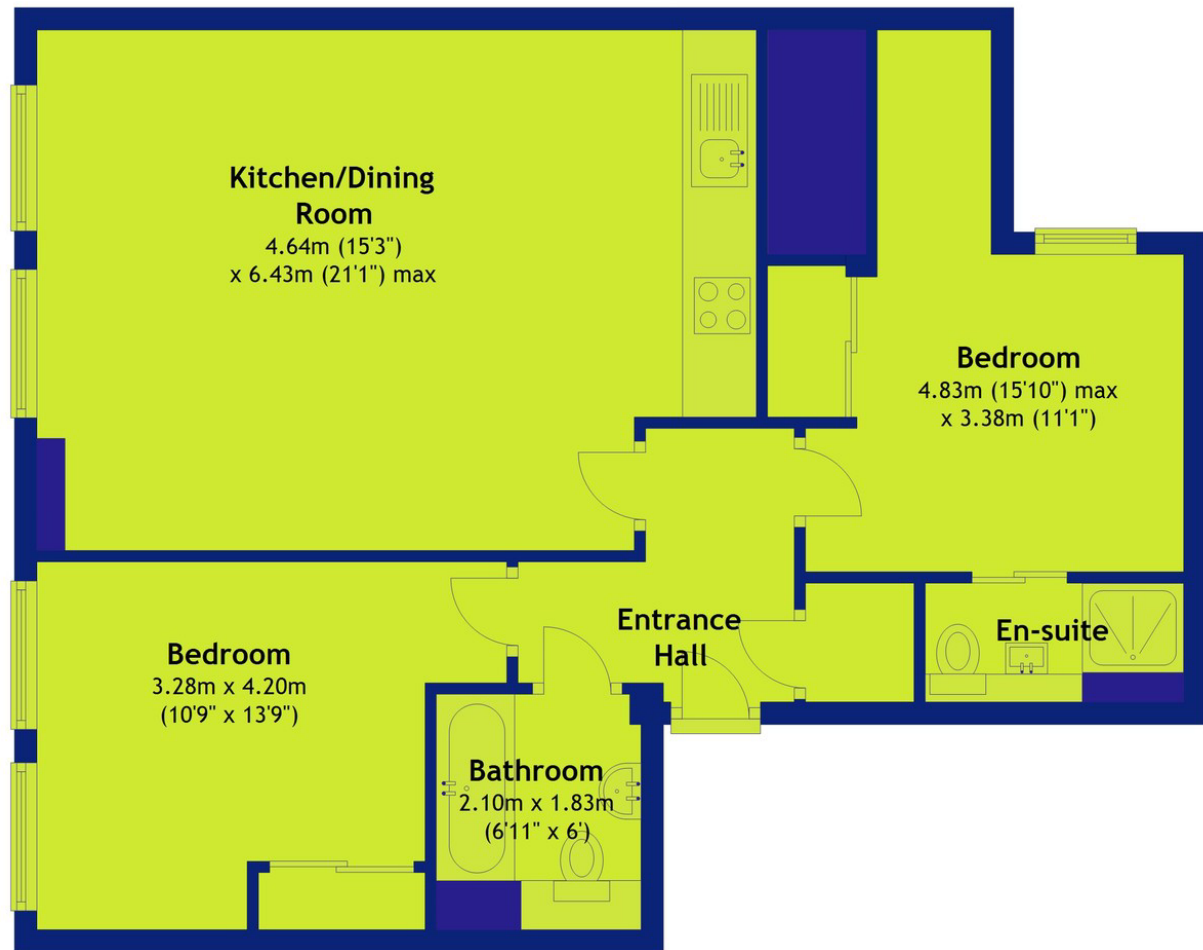 Kitchen/Dining
Room
4.64m (15'3")
x 6.43m (21'1") max
Bedroom
4.83m (15'10") max
x 3.38m (11'1")
Entrance
Hall
En-suite
Bedroom
3.28m x 4.20m
(10'9" x 13'9")
Bathroom
2.10m x 1.83m
(6'11" x 6')